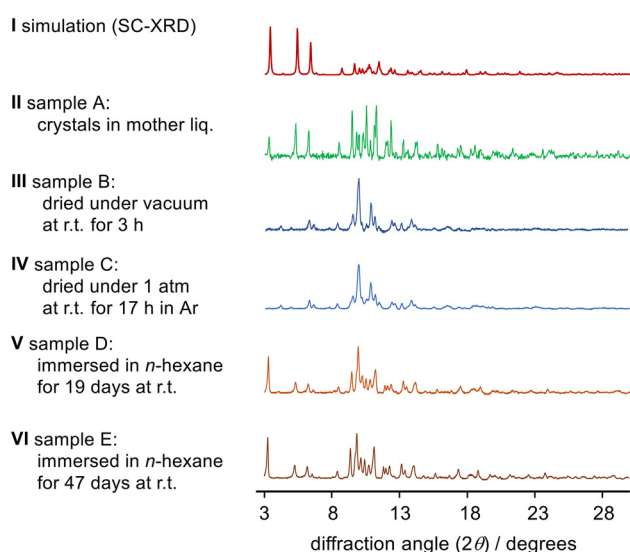 I simulation (SC-XRD)
II sample A:
crystals in mother liq.
III sample B:
dried under vacuum
at r.t. for 3 h
IV sample C:
dried under 1 atm
at r.t. for 17 h in Ar
V sample D:
immersed in n-hexane
for 19 days at r.t.
VI sample E:
immersed in n-hexane
for 47 days at r.t.
3 8 13 18 23 28
diffraction angle (2θ) / degrees